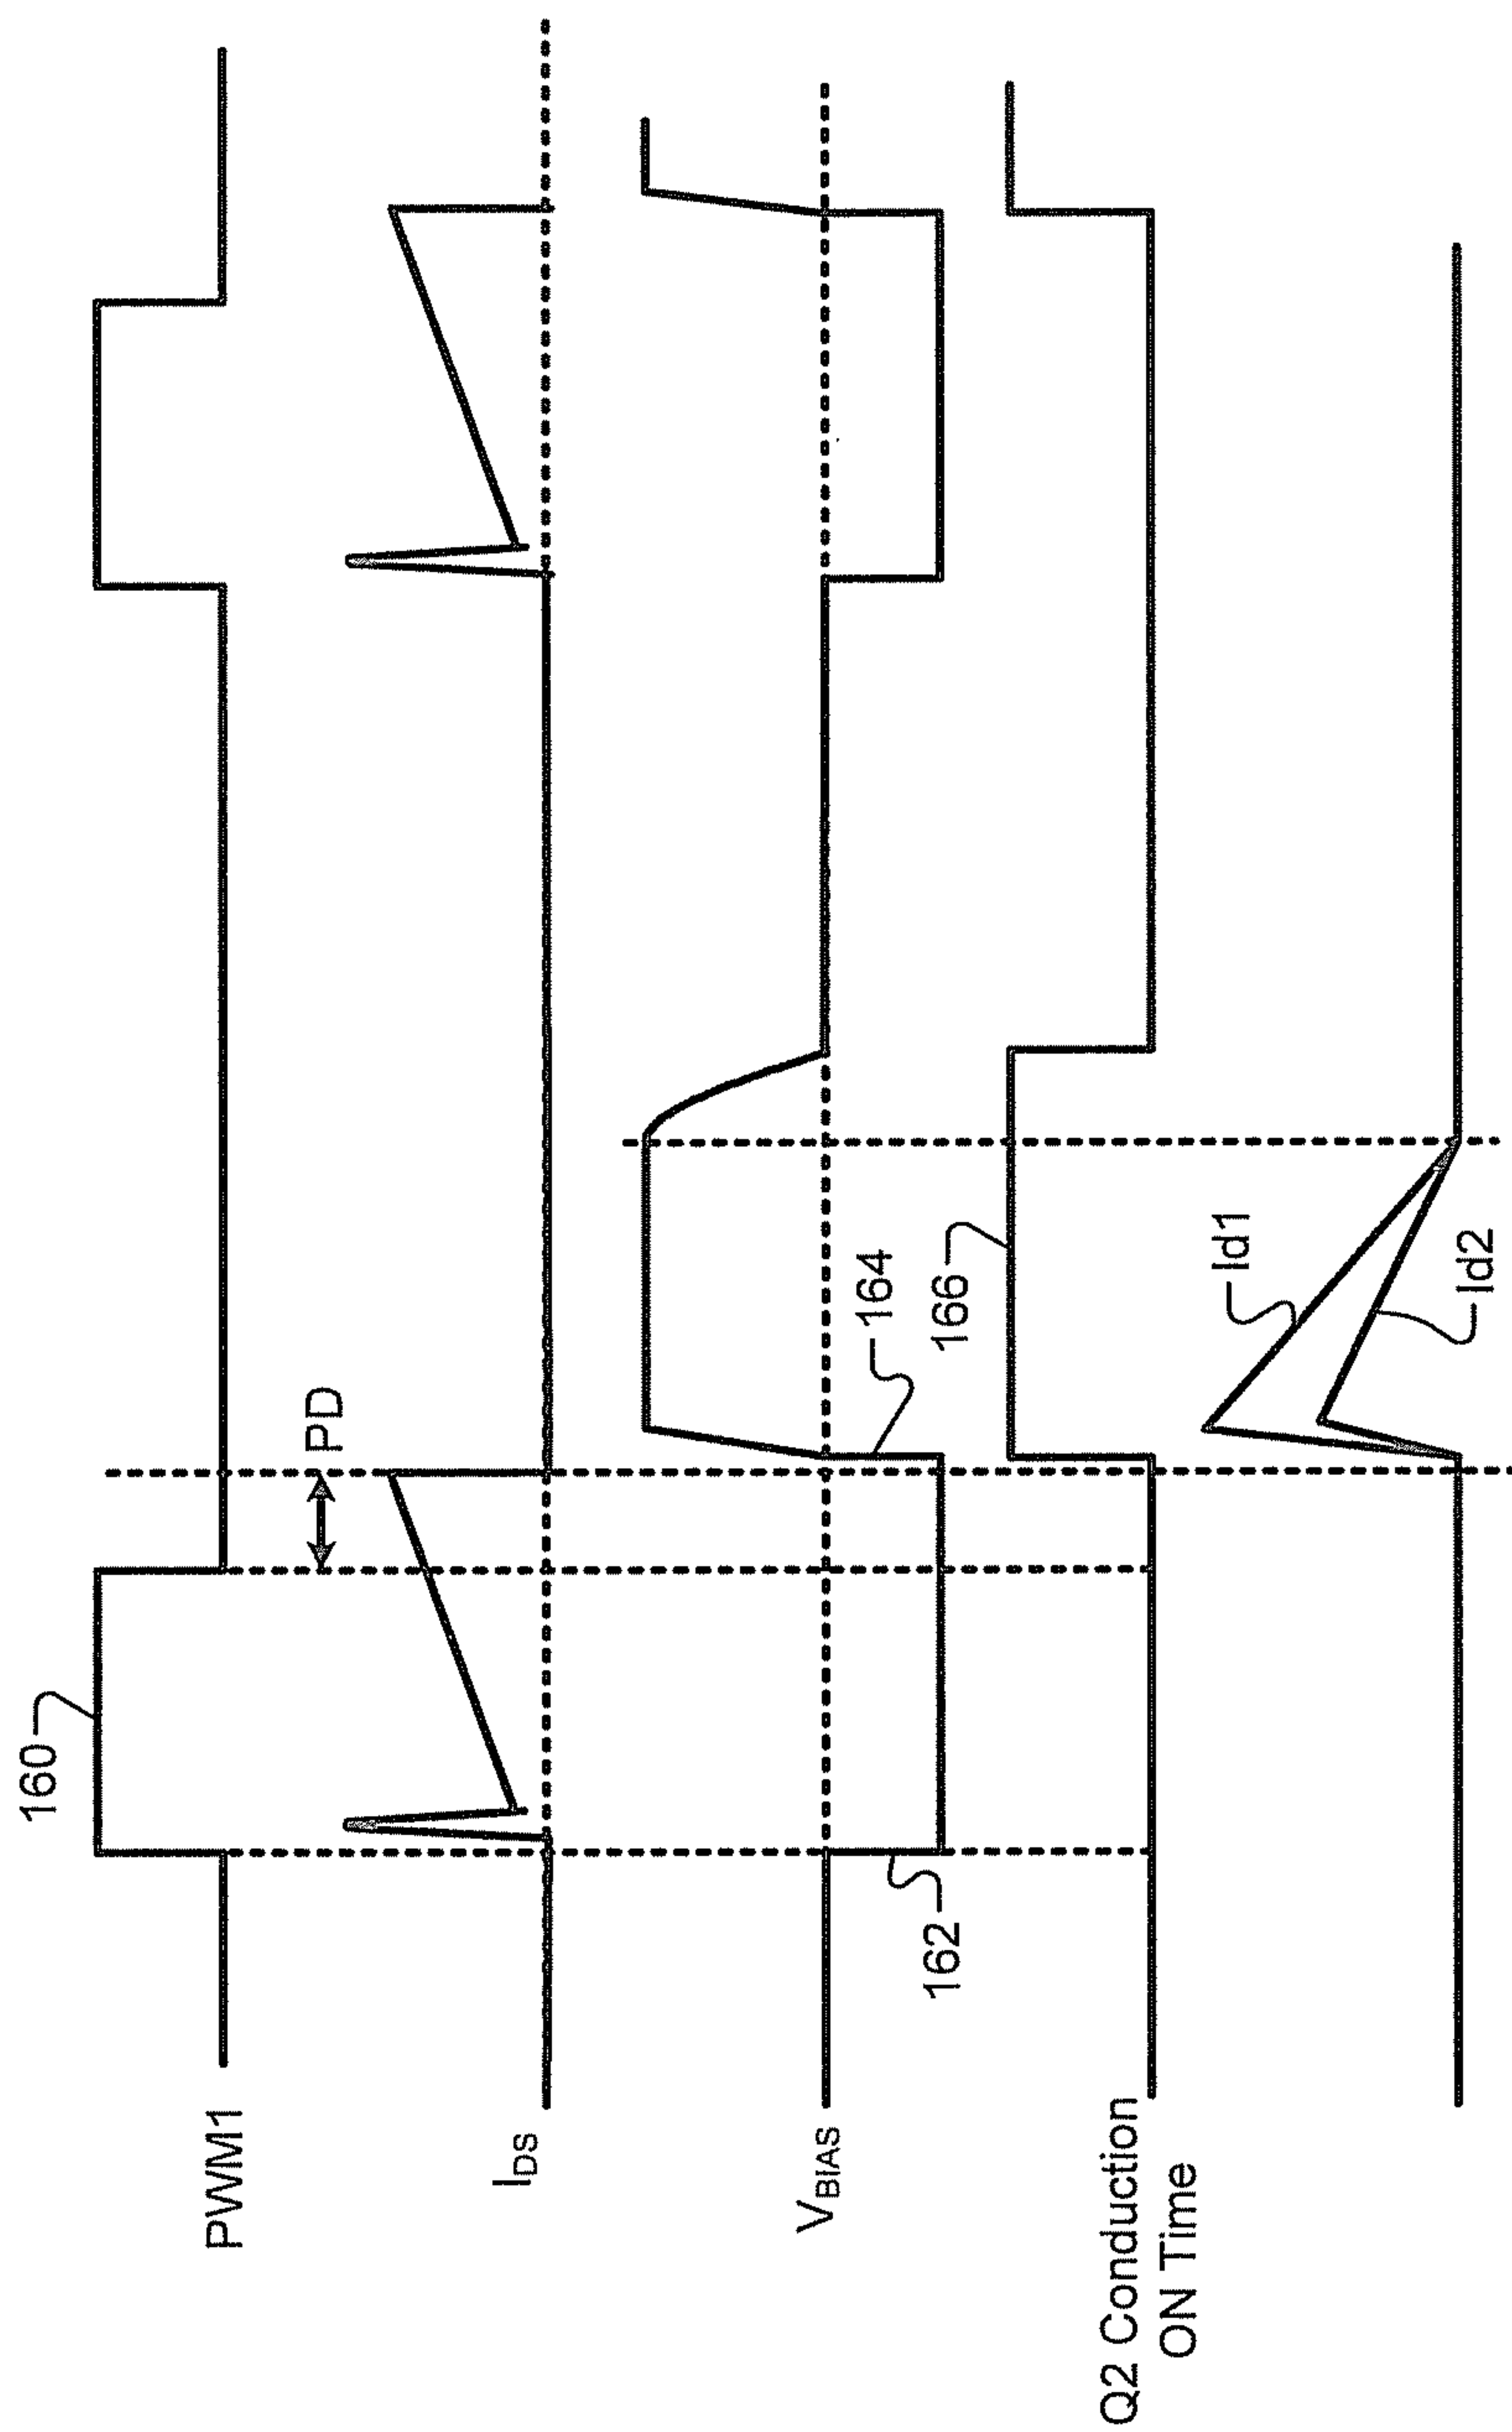 160
PWM1
PD
I_DS
V_BIAS
162
164
Q2 Conduction
ON Time
166
Id1
Id2